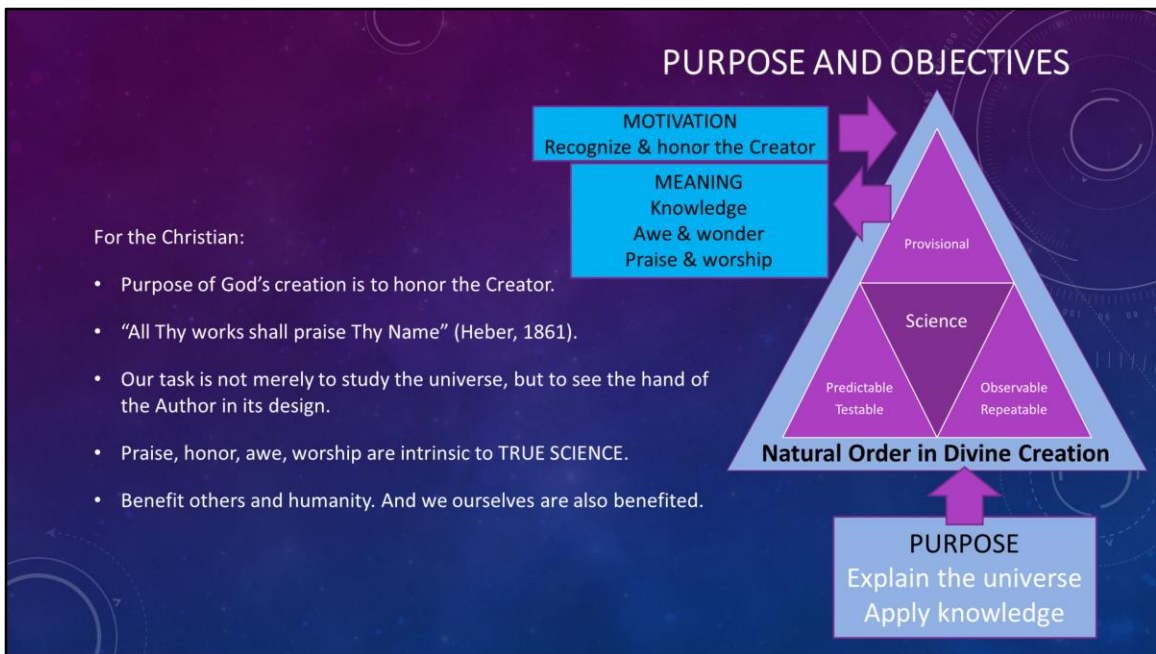 PURPOSE AND OBJECTIVES
MOTIVATION
Recognize & honor the Creator
MEANING
Knowledge
Awe & wonder
Praise & worship
For the Christian:
• Purpose of God’s creation is to honor the Creator.
• “All Thy works shall praise Thy Name” (Heber, 1861).
• Our task is not merely to study the universe, but to see the hand of
the Author in its design.
• Praise, honor, awe, worship are intrinsic to TRUE SCIENCE.
• Benefit others and humanity. And we ourselves are also benefited.
Provisional
Science
Predictable
Testable
Observable
Repeatable
Natural Order in Divine Creation
PURPOSE
Explain the universe
Apply knowledge